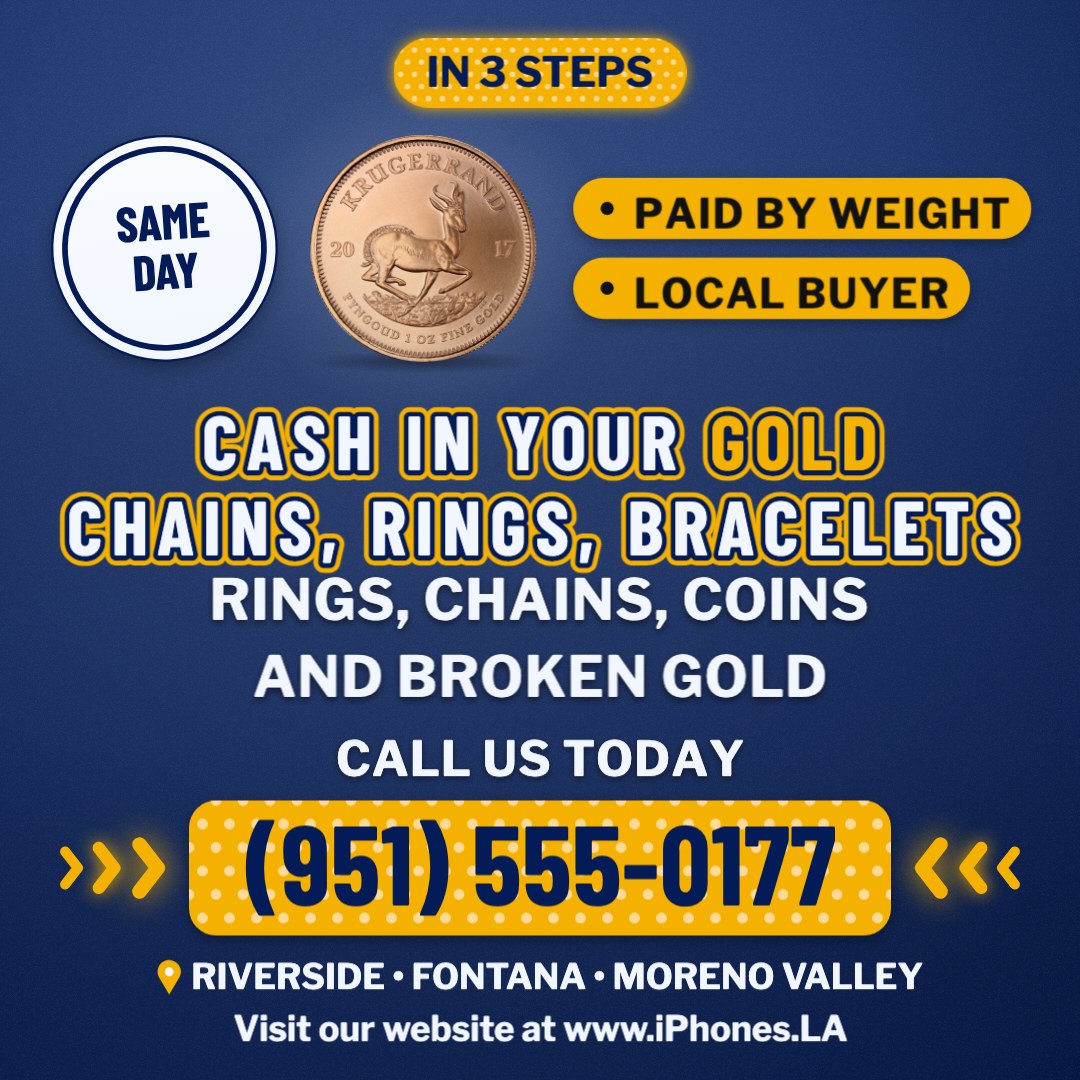 IN 3 STEPS
SAME
DAY
KRUGERRAND
20 17
FYNGOUD 1 OZ FINE GOLD
• PAID BY WEIGHT
• LOCAL BUYER
CASH IN YOUR GOLD
CHAINS, RINGS, BRACELETS
RINGS, CHAINS, COINS
AND BROKEN GOLD
CALL US TODAY
(951) 555-0177
RIVERSIDE • FONTANA • MORENO VALLEY
Visit our website at www.iPhones.LA